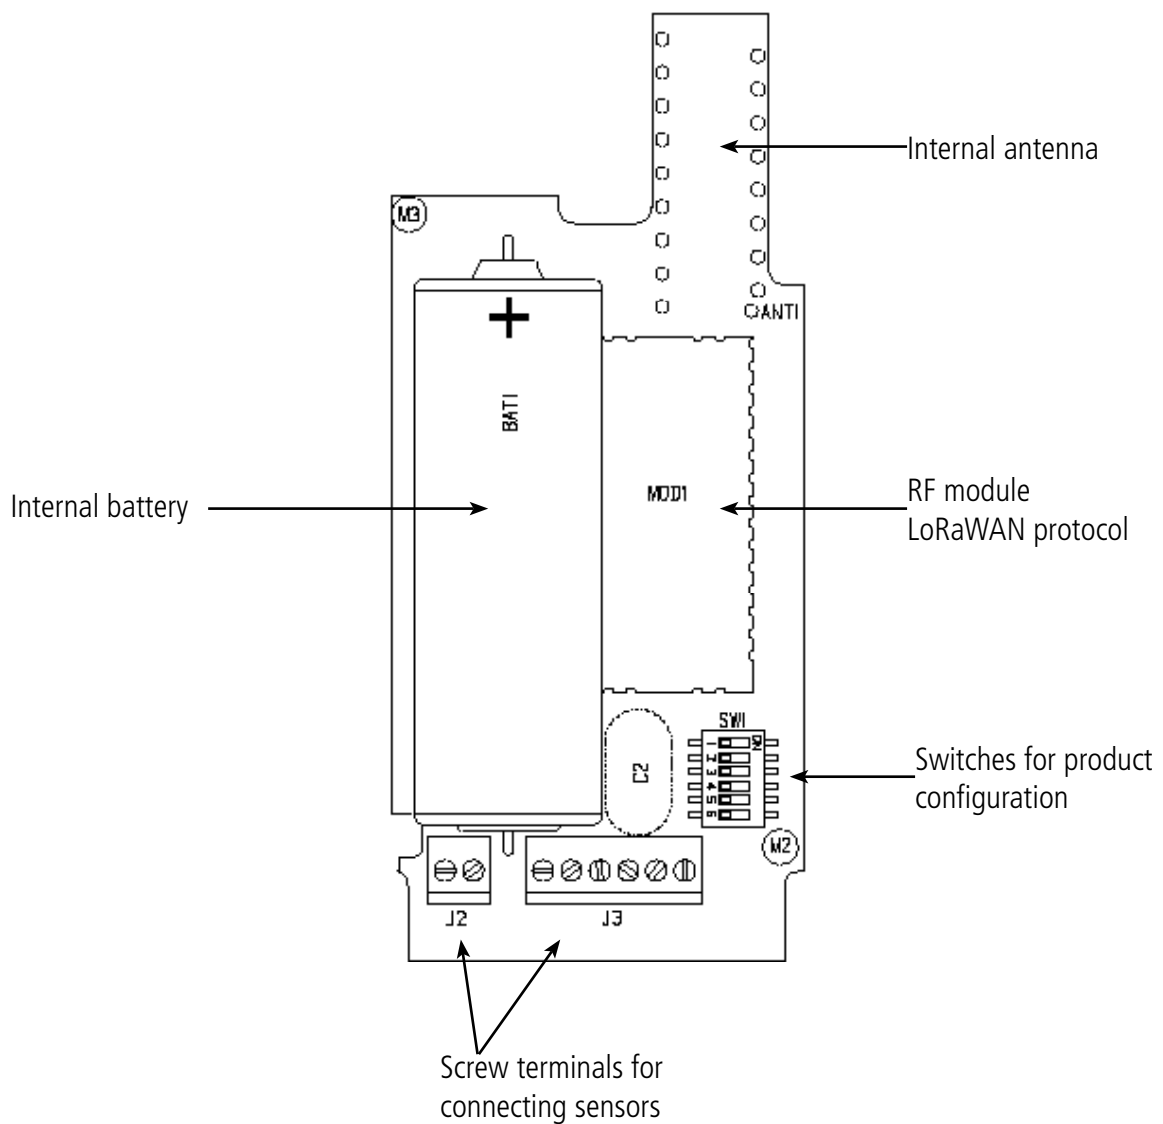 Internal antenna
M3
ANT1
+
BAT1
MOD1
Internal battery
RF module
LoRaWAN protocol
SW1
ON
1
2
3
4
5
6
C2
Switches for product
configuration
M2
J2
J3
Screw terminals for
connecting sensors